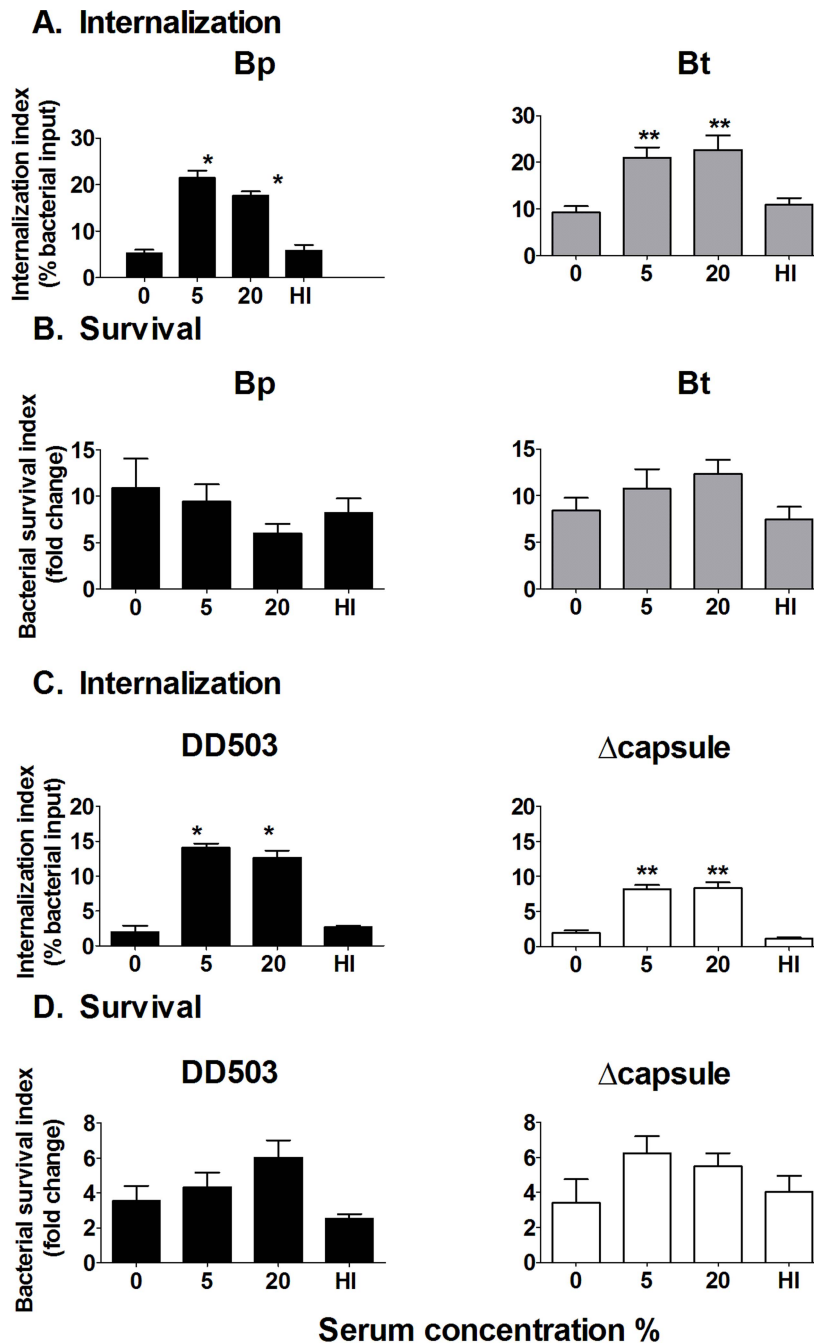 A. Internalization
Bp
Bt
Internalization index
(% bacterial input)
30
20
10
0
* *
0 5 20 HI
30
20
10
0
** **
0 5 20 HI
B. Survival
Bp
Bt
Bacterial survival index
(fold change)
15
10
5
0
0 5 20 HI
15
10
5
0
0 5 20 HI
C. Internalization
DD503
Δcapsule
Internalization index
(% bacterial input)
20
15
10
5
0
* *
0 5 20 HI
20
15
10
5
0
** **
0 5 20 HI
D. Survival
DD503
Δcapsule
Bacterial survival index
(fold change)
8
6
4
2
0
0 5 20 HI
8
6
4
2
0
0 5 20 HI
Serum concentration %